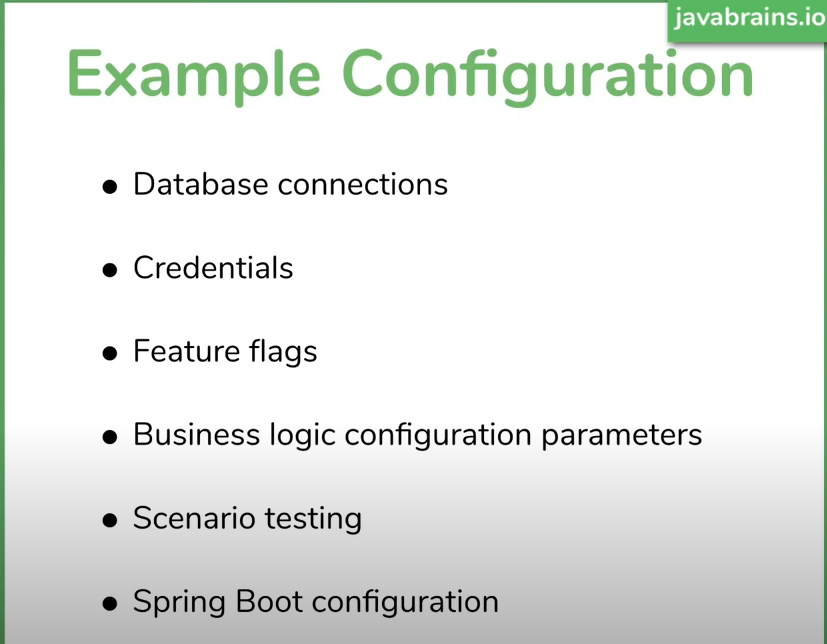 javabrains.io
Example Configuration
● Database connections
● Credentials
● Feature flags
● Business logic configuration parameters
● Scenario testing
● Spring Boot configuration